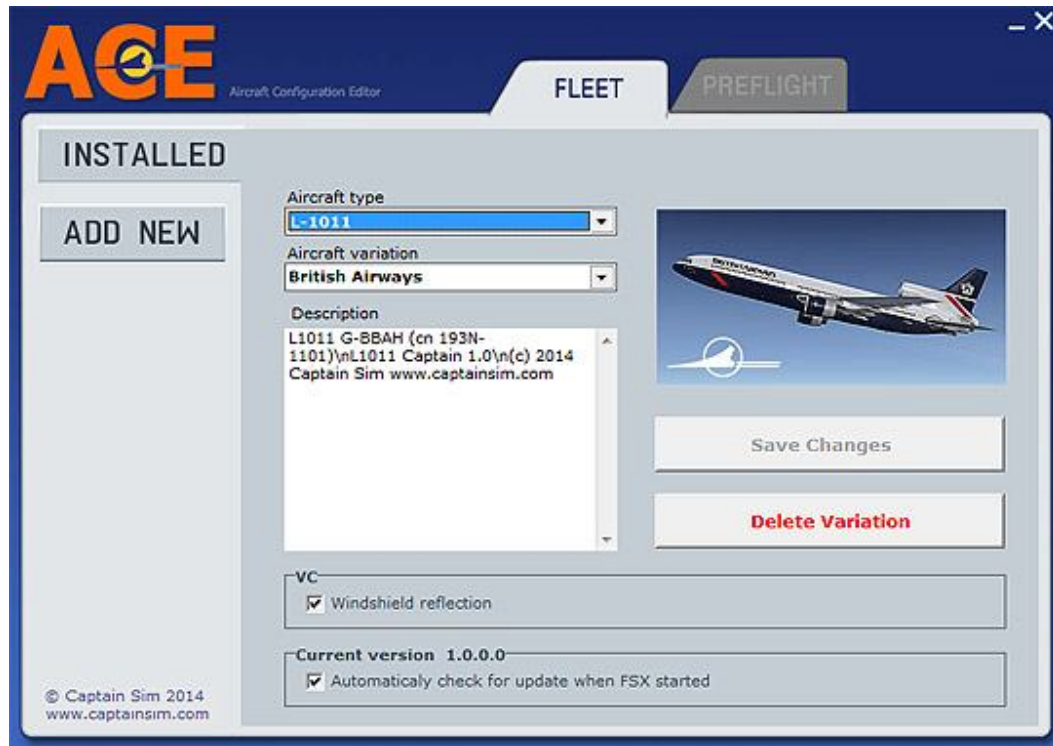 ACE
Aircraft Configuration Editor
FLEET
PREFLIGHT
INSTALLED
ADD NEW
Aircraft type
L-1011
Aircraft variation
British Airways
Description
L1011 G-BBAH (cn 193N-
1101)\nL1011 Captain 1.0\n(c) 2014
Captain Sim www.captainsim.com
BRITISH AIRWAYS
Save Changes
Delete Variation
VC
Windshield reflection
Current version 1.0.0.0
Automaticaly check for update when FSX started
© Captain Sim 2014
www.captainsim.com